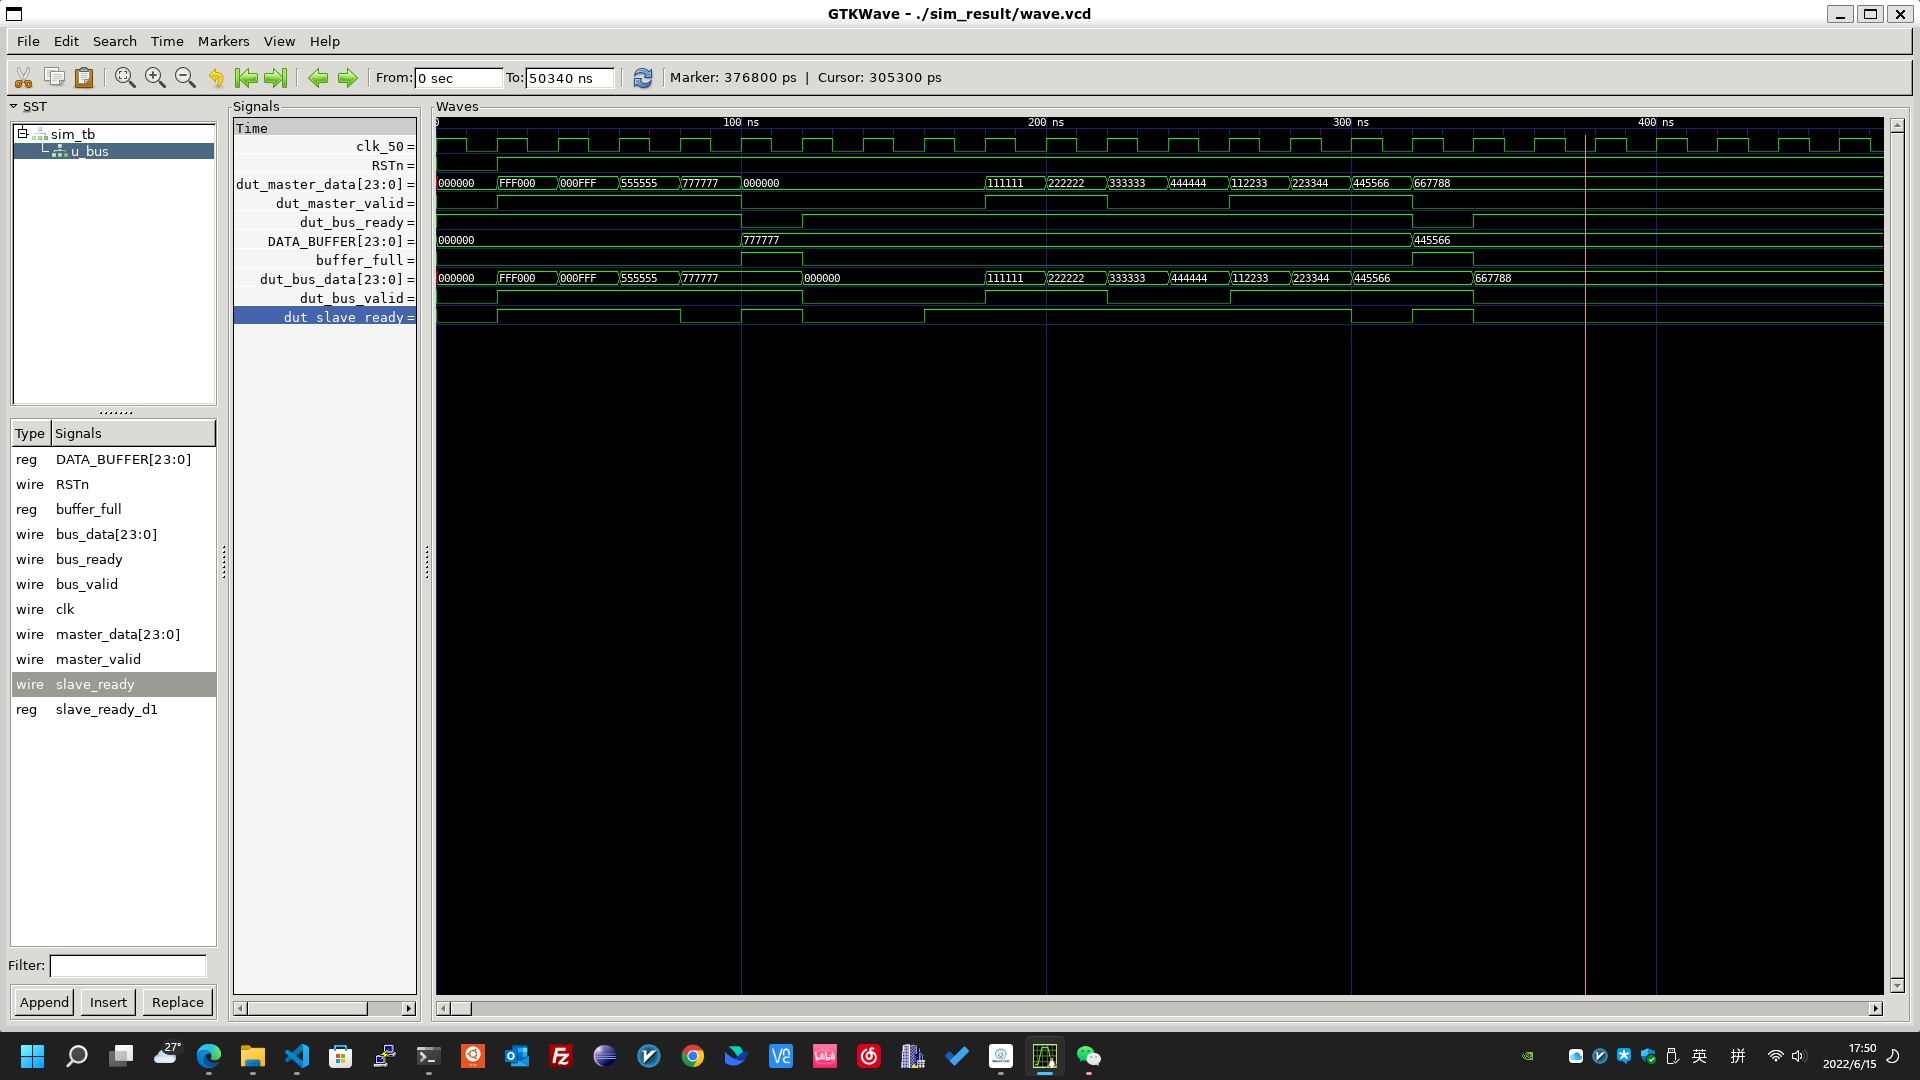 GTKWave - ./sim_result/wave.vcd
File Edit Search Time Markers View Help
From: 0 sec To: 50340 ns Marker: 376800 ps | Cursor: 305300 ps
SST
sim_tb
u_bus
Type Signals
reg DATA_BUFFER[23:0]
wire RSTn
reg buffer_full
wire bus_data[23:0]
wire bus_ready
wire bus_valid
wire clk
wire master_data[23:0]
wire master_valid
wire slave_ready
reg slave_ready_d1
Filter:
Append Insert Replace
Signals
Time
clk_50 =
RSTn =
dut_master_data[23:0] =
dut_master_valid =
dut_bus_ready =
DATA_BUFFER[23:0] =
buffer_full =
dut_bus_data[23:0] =
dut_bus_valid =
dut_slave_ready =
Waves
0 100 ns 200 ns 300 ns 400 ns
000000 FFF000 000FFF 555555 777777 000000 111111 222222 333333 444444 112233 223344 445566 667788
000000 777777 445566
000000 FFF000 000FFF 555555 777777 000000 111111 222222 333333 444444 112233 223344 445566 667788
27°
英 拼 17:50
2022/6/15